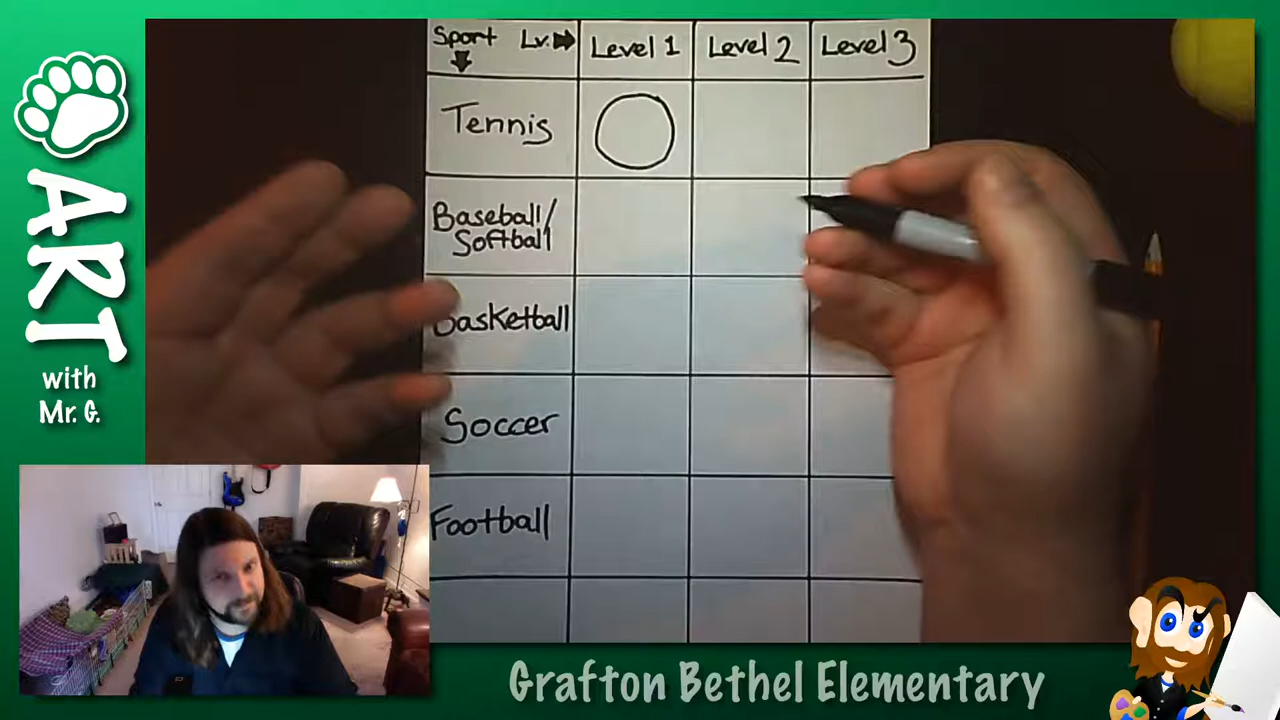 ART
with
Mr. G.
Sport Lv. Level 1 Level 2 Level 3
Tennis
Baseball/
Softball
Basketball
Soccer
Football
Grafton Bethel Elementary